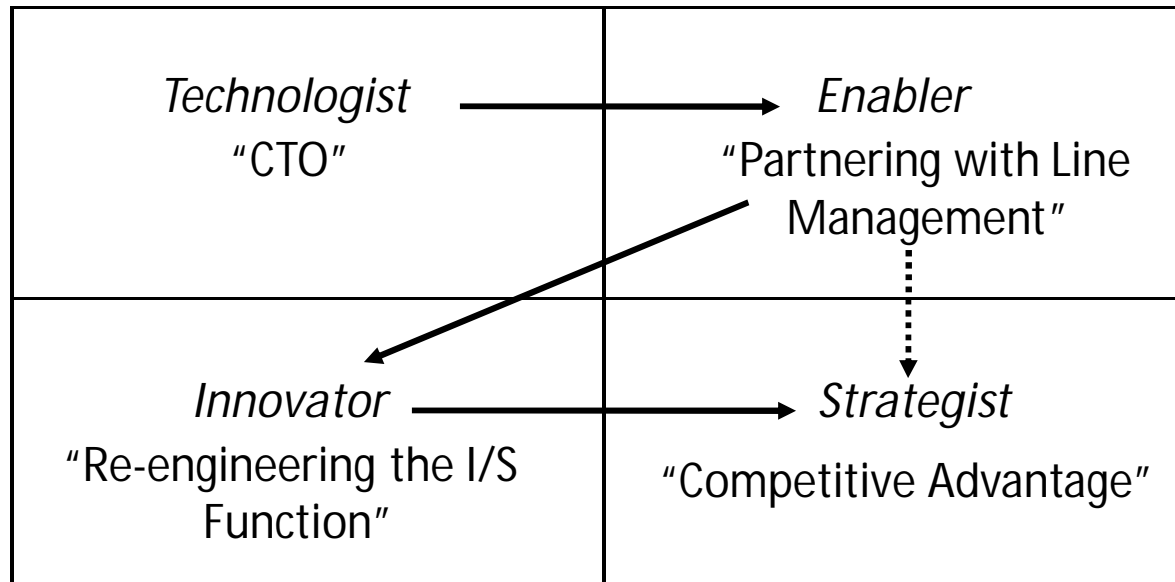 Technologist
“CTO”
Enabler
“Partnering with Line
Management”
Innovator
“Re-engineering the I/S
Function”
Strategist
“Competitive Advantage”